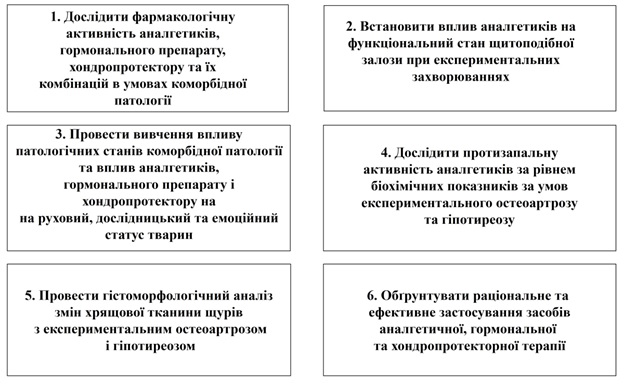 1. Дослідити фармакологічну
активність аналгетиків,
гормонального препарату,
хондропротектору та їх
комбінацій в умовах коморбідної
патології
2. Встановити вплив аналгетиків на
функціональний стан щитоподібної
залози при експериментальних
захворюваннях
3. Провести вивчення впливу
патологічних станів коморбідної патології
та вплив аналгетиків,
гормонального препарату і
хондропротектору на
на руховий, дослідницький та емоційний
статус тварин
4. Дослідити протизапальну
активність аналгетиків за рівнем
біохімічних показників за умов
експериментального остеоартрозу
та гіпотиреозу
5. Провести гістоморфологічний аналіз
змін хрящової тканини щурів
з експериментальним остеоартрозом
і гіпотиреозом
6. Обґрунтувати раціональне та
ефективне застосування засобів
аналгетичної, гормональної
та хондропротекторної терапії